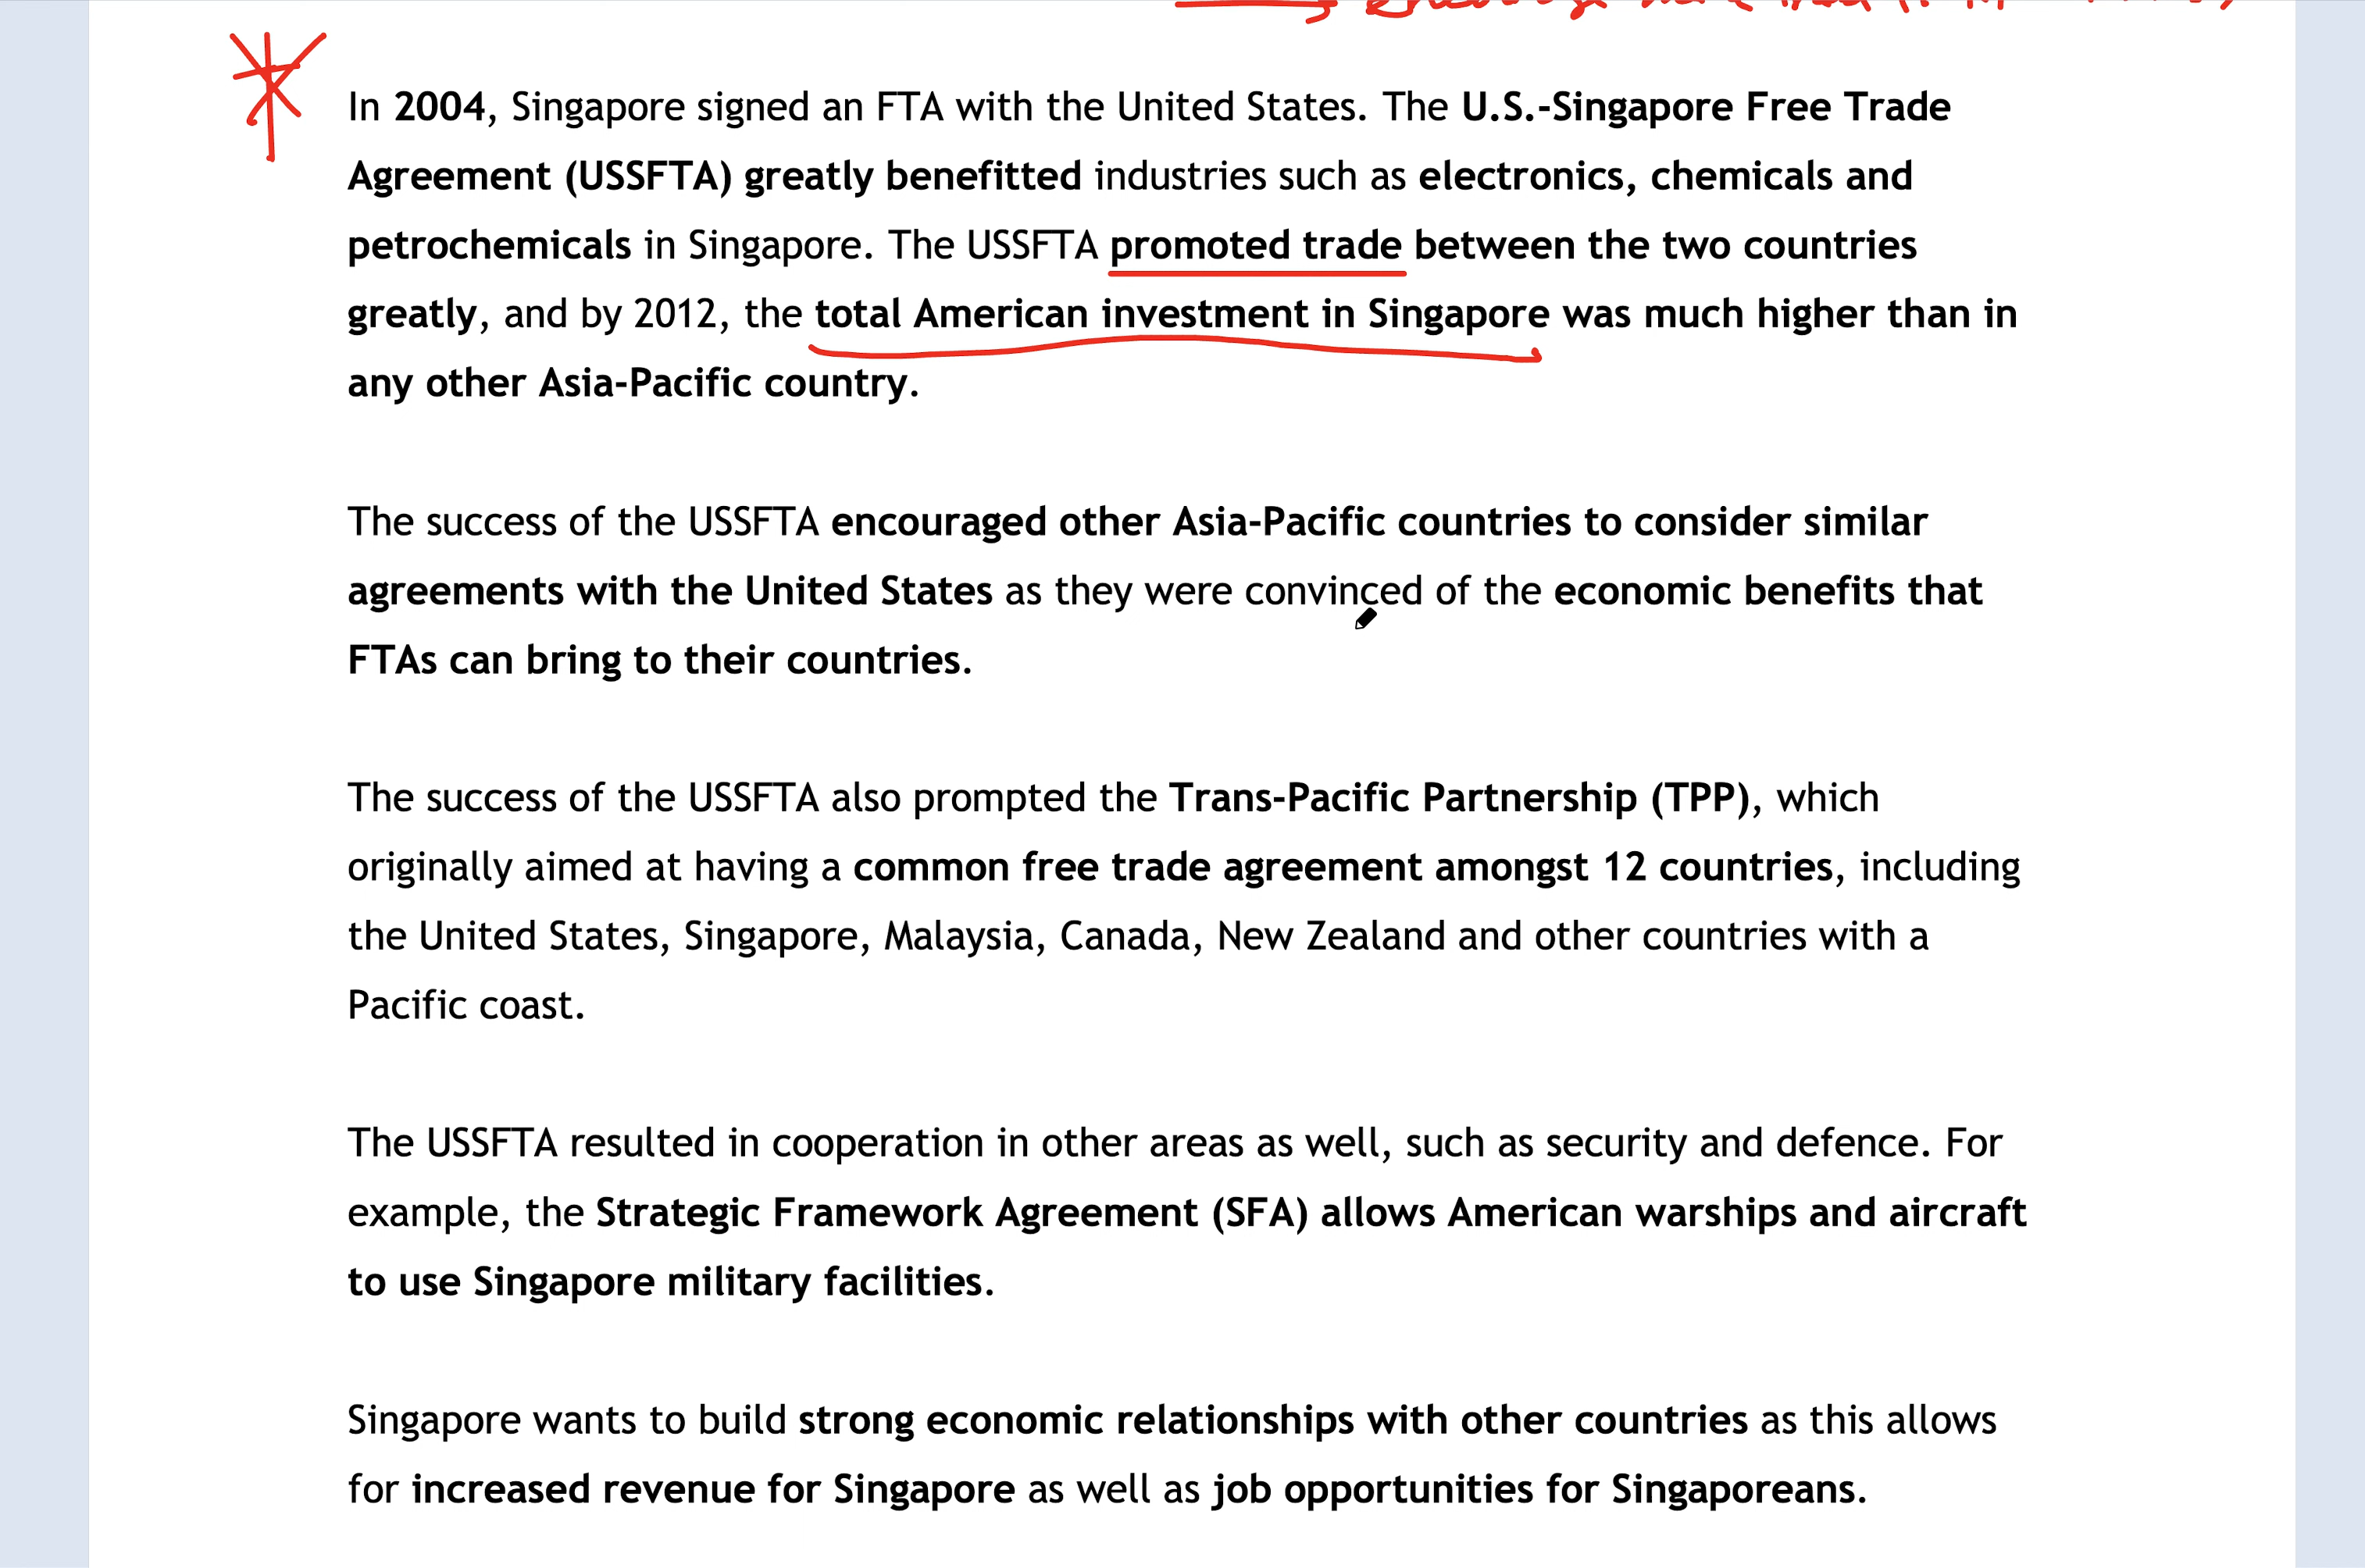 In 2004, Singapore signed an FTA with the United States. The U.S.-Singapore Free Trade
Agreement (USSFTA) greatly benefitted industries such as electronics, chemicals and
petrochemicals in Singapore. The USSFTA promoted trade between the two countries
greatly, and by 2012, the total American investment in Singapore was much higher than in
any other Asia-Pacific country.
The success of the USSFTA encouraged other Asia-Pacific countries to consider similar
agreements with the United States as they were convinced of the economic benefits that
FTAs can bring to their countries.
The success of the USSFTA also prompted the Trans-Pacific Partnership (TPP), which
originally aimed at having a common free trade agreement amongst 12 countries, including
the United States, Singapore, Malaysia, Canada, New Zealand and other countries with a
Pacific coast.
The USSFTA resulted in cooperation in other areas as well, such as security and defence. For
example, the Strategic Framework Agreement (SFA) allows American warships and aircraft
to use Singapore military facilities.
Singapore wants to build strong economic relationships with other countries as this allows
for increased revenue for Singapore as well as job opportunities for Singaporeans.